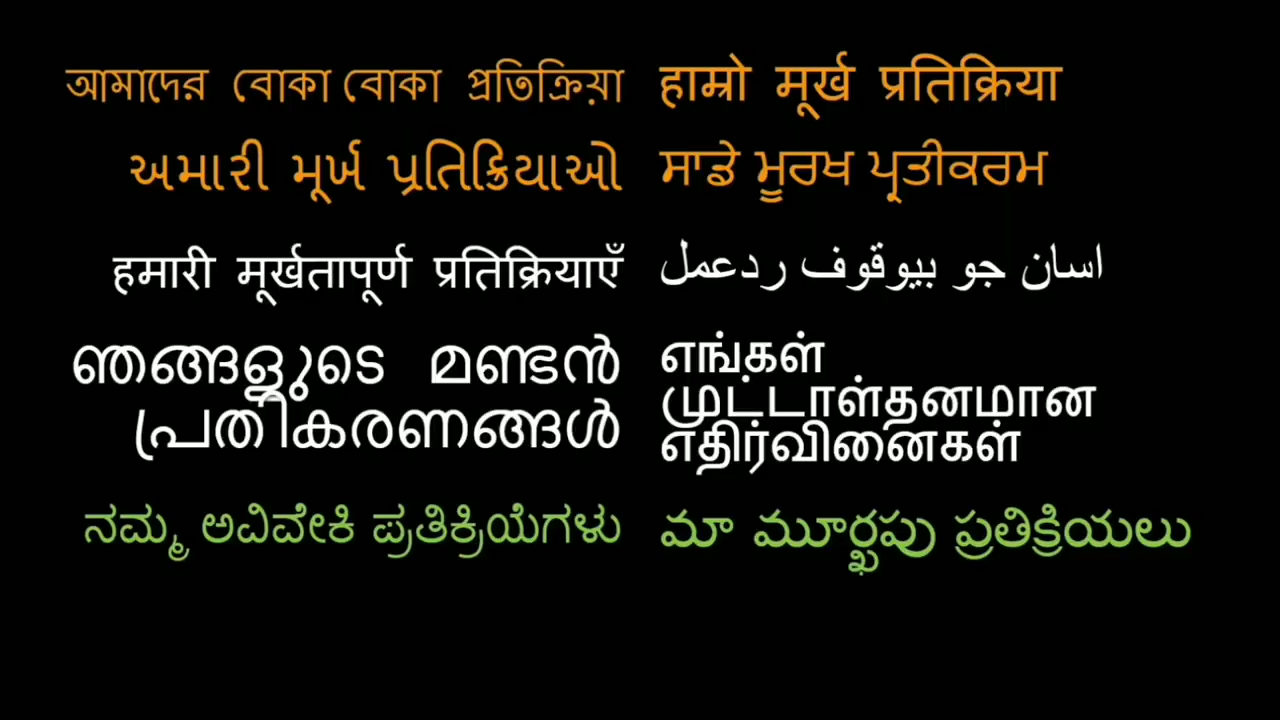 আমাদের বোকা বোকা প্রতিক্রিয়া
हाम्रो मूर्ख प्रतिक्रिया
અમારી મૂર્ખ પ્રતિક્રિયાઓ
ਸਾਡੇ ਮੂਰਖ ਪ੍ਰਤੀਕਰਮ
हमारी मूर्खतापूर्ण प्रतिक्रियाएँ
اسان جو بيوقوف ردعمل
ഞങ്ങളുടെ മണ്ടൻ
പ്രതികരണങ്ങൾ
எங்கள்
முட்டாள்தனமான
எதிர்வினைகள்
ನಮ್ಮ ಅವಿವೇಕಿ ಪ್ರತಿಕ್ರಿಯೆಗಳು
మా మూర్ఖపు ప్రతిక్రియలు